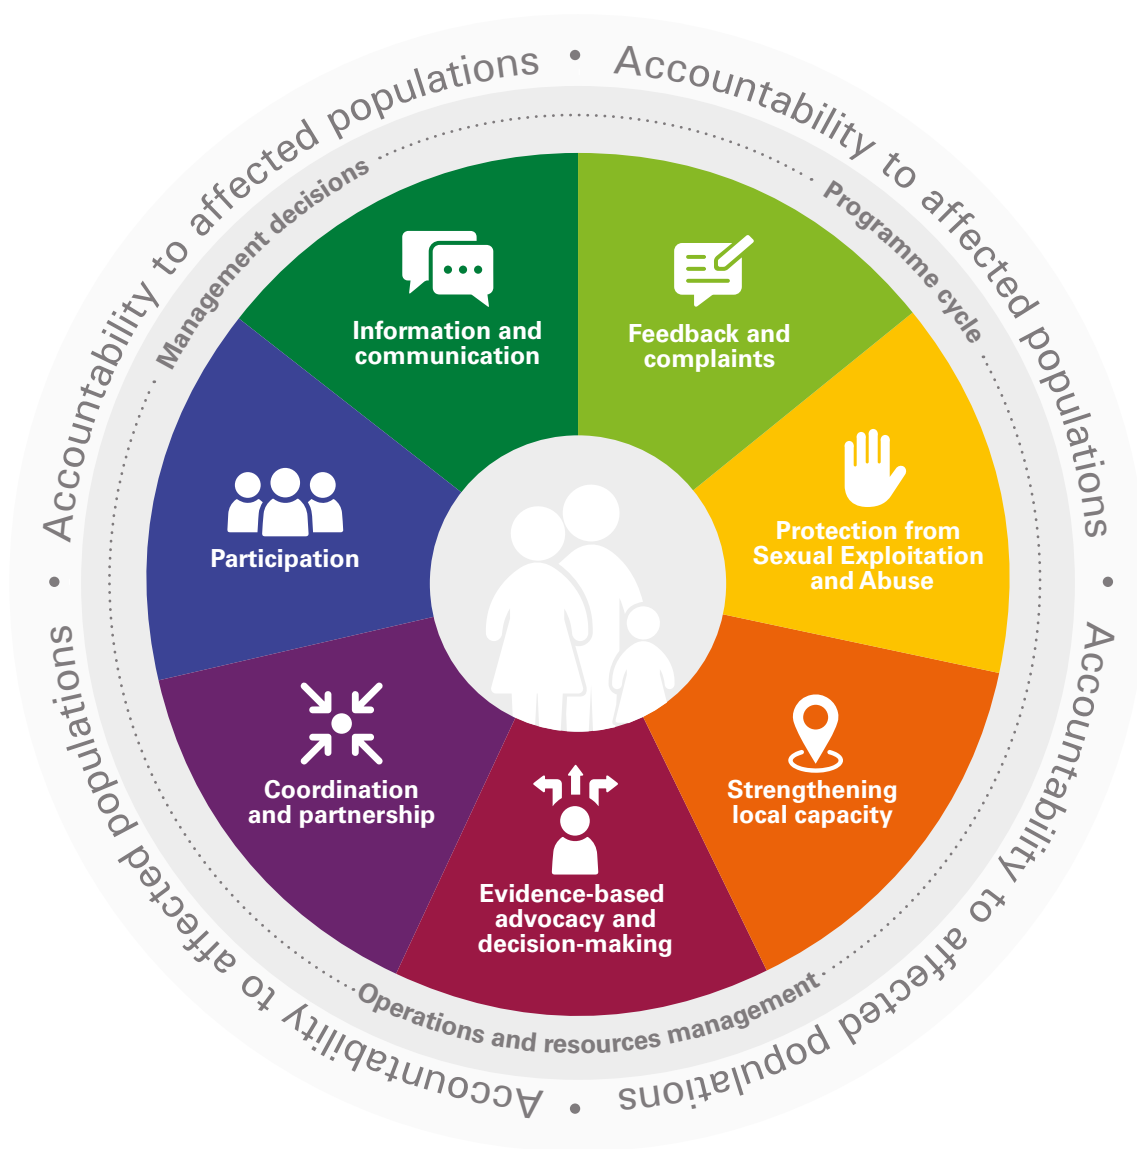 Accountability to affected populations • Accountability to affected populations • Accountability to affected populations • Accountability to affected populations •
Management decisions
Programme cycle
Operations and resources management
Information and
communication
Feedback and
complaints
Protection from
Sexual Exploitation
and Abuse
Strengthening
local capacity
Evidence-based
advocacy and
decision-making
Coordination
and partnership
Participation